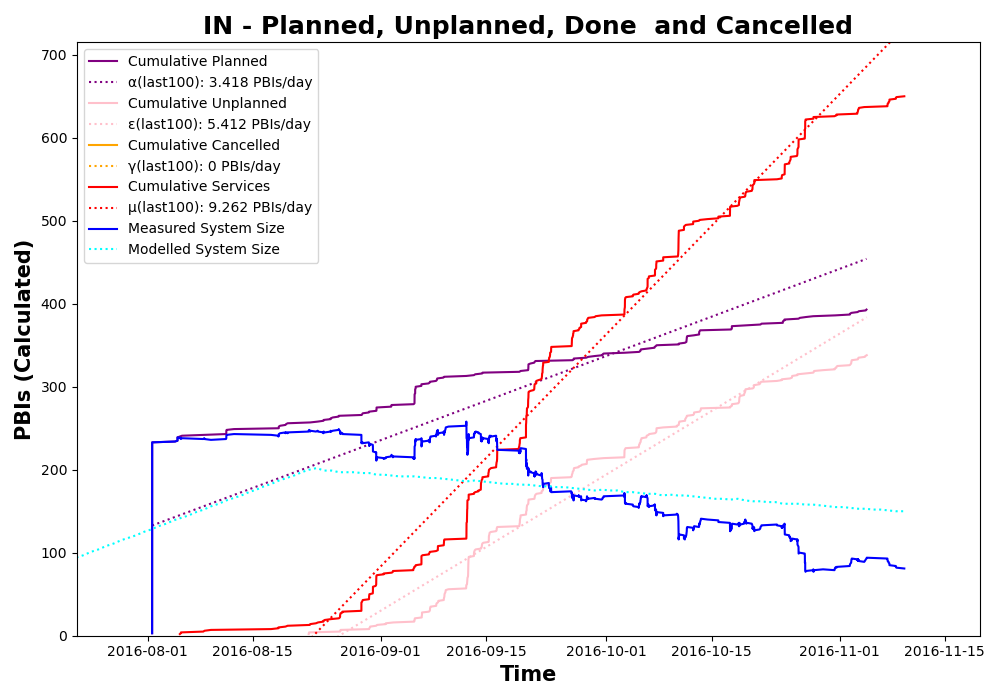 IN - Planned, Unplanned, Done  and Cancelled
Cumulative Planned
α(last100): 3.418 PBIs/day
Cumulative Unplanned
ε(last100): 5.412 PBIs/day
Cumulative Cancelled
γ(last100): 0 PBIs/day
Cumulative Services
μ(last100): 9.262 PBIs/day
Measured System Size
Modelled System Size
PBIs (Calculated)
700
600
500
400
300
200
100
0
2016-08-01 2016-08-15 2016-09-01 2016-09-15 2016-10-01 2016-10-15 2016-11-01 2016-11-15
Time